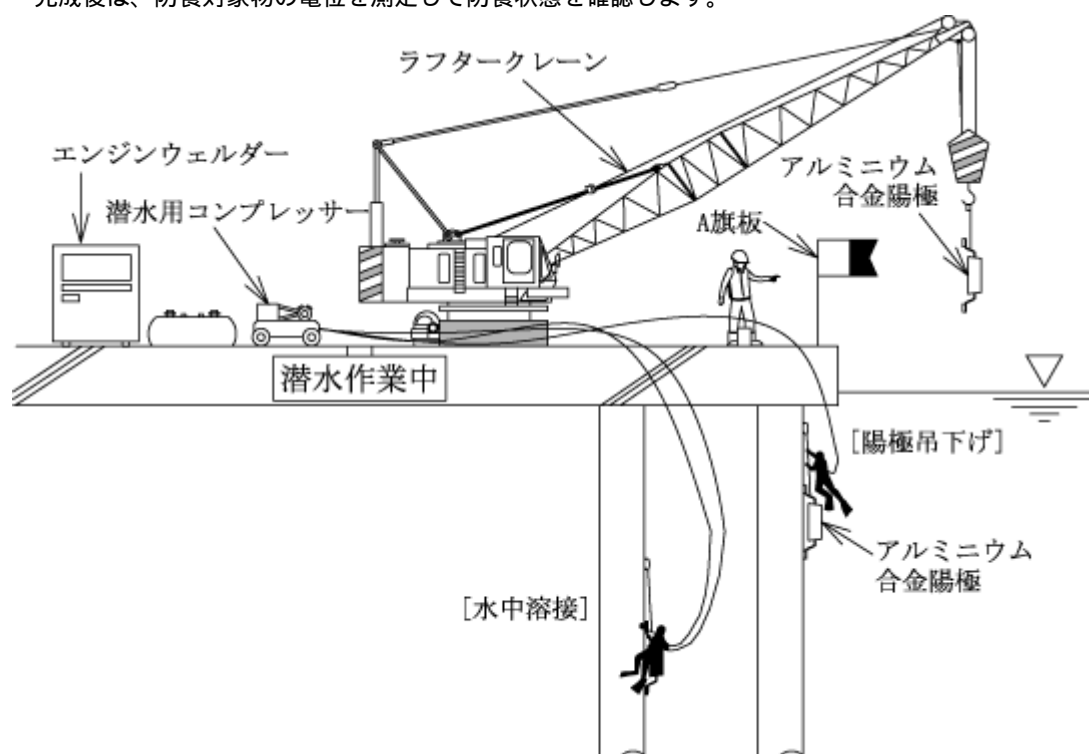 完成後は、防食対象物の電位を測定して防食状態を確認します。
ラフタークレーン
エンジンウェルダー
潜水用コンプレッサー
アルミニウム
合金陽極
A旗板
潜水作業中
[陽極吊下げ]
アルミニウム
合金陽極
[水中溶接]